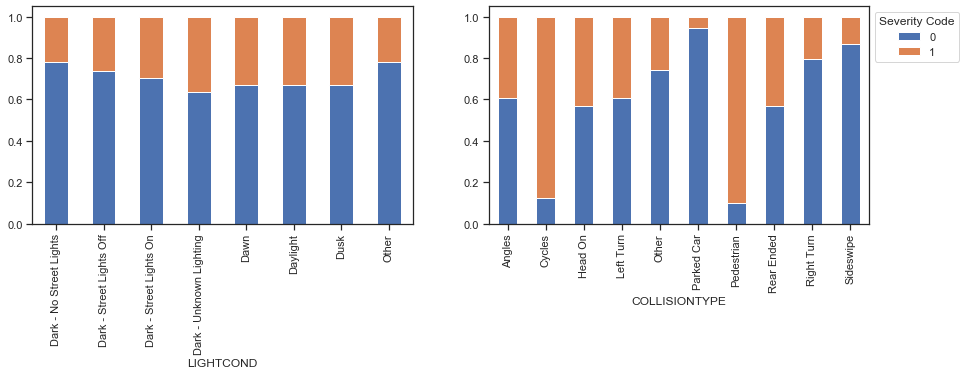 1.0
0.8
0.6
0.4
0.2
0.0
Dark - No Street Lights
Dark - Street Lights Off
Dark - Street Lights On
Dark - Unknown Lighting
Dawn
Daylight
Dusk
Other
LIGHTCOND
1.0
0.8
0.6
0.4
0.2
0.0
Angles
Cycles
Head On
Left Turn
Other
Parked Car
Pedestrian
Rear Ended
Right Turn
Sideswipe
COLLISIONTYPE
Severity Code
0
1